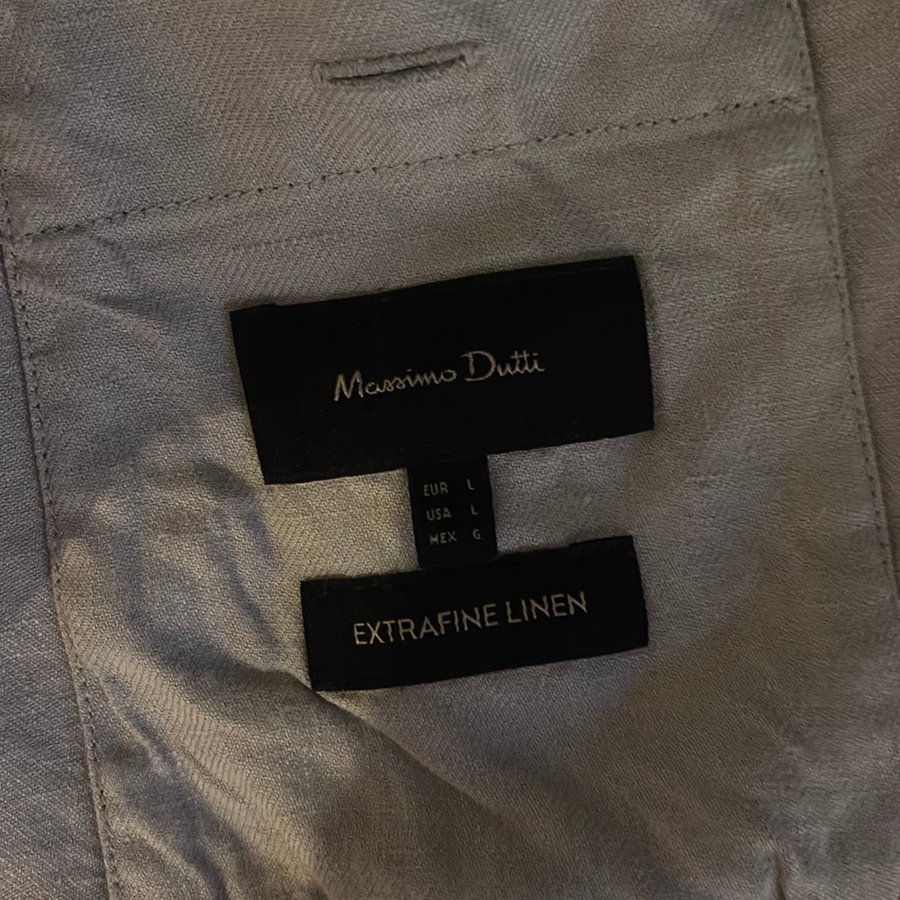 Massimo Dutti
EUR L
USA L
MEX G
EXTRAFINE LINEN